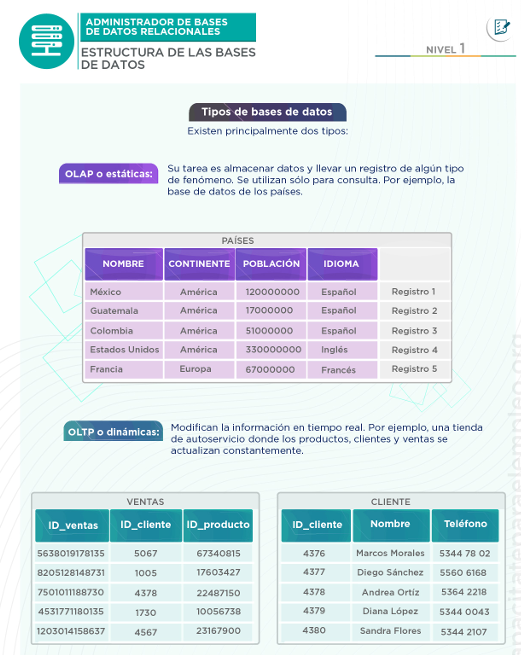 ADMINISTRADOR DE BASES
DE DATOS RELACIONALES
ESTRUCTURA DE LAS BASES
DE DATOS
NIVEL 1
Tipos de bases de datos
Existen principalmente dos tipos:
OLAP o estáticas:
Su tarea es almacenar datos y llevar un registro de algún tipo
de fenómeno. Se utilizan sólo para consulta. Por ejemplo, la
base de datos de los países.
PAÍSES
NOMBRE CONTINENTE POBLACIÓN IDIOMA
México América 120000000 Español Registro 1
Guatemala América 17000000 Español Registro 2
Colombia América 51000000 Español Registro 3
Estados Unidos América 330000000 Inglés Registro 4
Francia Europa 67000000 Francés Registro 5
OLTP o dinámicas:
Modifican la información en tiempo real. Por ejemplo, una tienda
de autoservicio donde los productos, clientes y ventas se
actualizan constantemente.
VENTAS
ID_ventas ID_cliente ID_producto
5638019178135 5067 67340815
8205128148731 1005 17603427
7501011188730 4378 22487150
4531771180135 1730 10056738
1203014158637 4567 23167900
CLIENTE
ID_cliente Nombre Teléfono
4376 Marcos Morales 5344 78 02
4377 Diego Sánchez 5560 6168
4378 Andrea Ortíz 5364 2218
4379 Diana López 5344 0043
4380 Sandra Flores 5344 2107